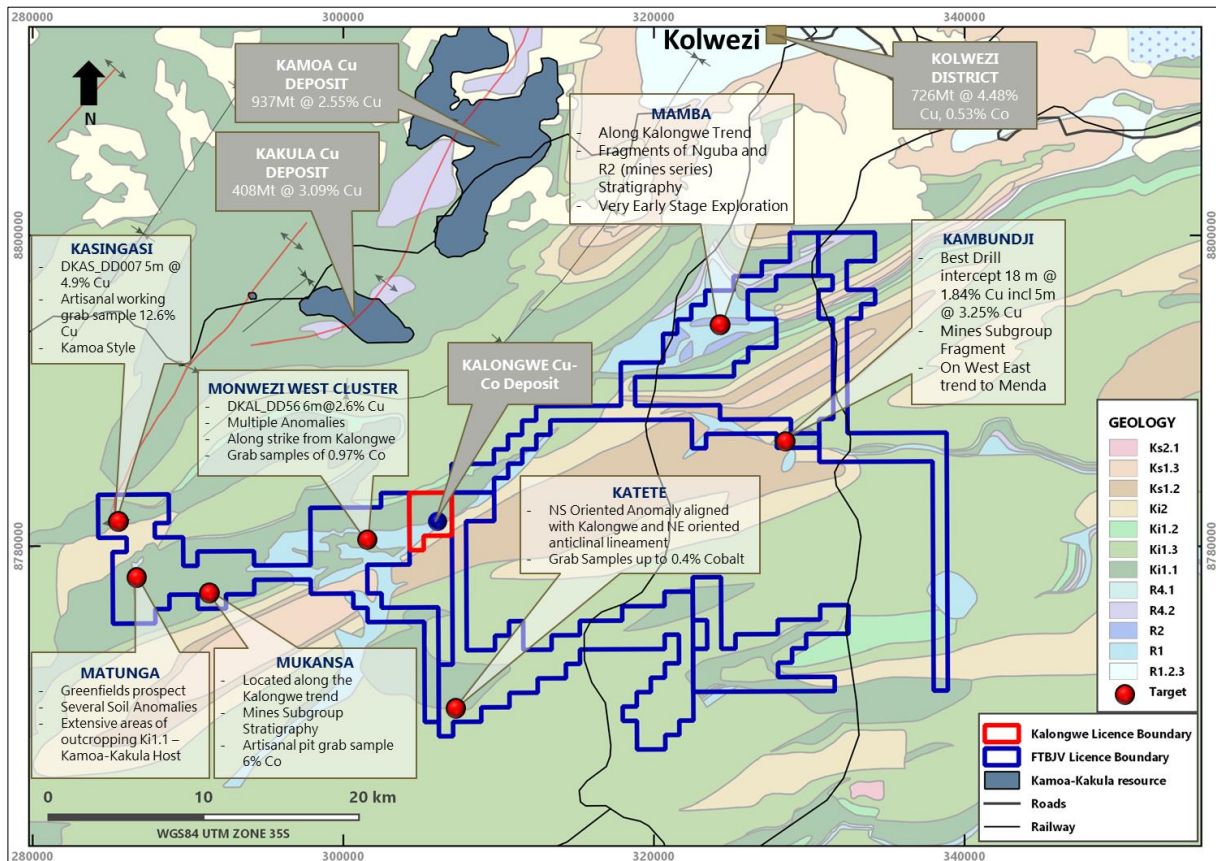 280000
300000
320000
340000
8800000
8780000
8800000
8780000
280000
300000
320000
340000
N
Kolwezi
KAMOA Cu
DEPOSIT
937Mt @ 2.55% Cu
KAKULA Cu
DEPOSIT
408Mt @ 3.09% Cu
KOLWEZI
DISTRICT
726Mt @ 4.48%
Cu, 0.53% Co
MAMBA
- Along Kalongwe Trend
- Fragments of Nguba and
R2 (mines series)
Stratigraphy
- Very Early Stage Exploration
KASINGASI
- DKAS_DD007 5m @
4.9% Cu
- Artisanal working
grab sample 12.6%
Cu
- Kamoa Style
KAMBUNDJI
- Best Drill
intercept 18 m @
1.84% Cu incl 5m
@ 3.25% Cu
- Mines Subgroup
Fragment
- On West East
trend to Menda
MONWEZI WEST CLUSTER
- DKAL_DD56 6m@2.6% Cu
- Multiple Anomalies
- Along strike from Kalongwe
- Grab samples of 0.97% Co
KALONGWE Cu-
Co Deposit
KATETE
- NS Oriented Anomaly aligned
with Kalongwe and NE oriented
anticlinal lineament
- Grab Samples up to 0.4% Cobalt
MATUNGA
- Greenfields prospect
- Several Soil Anomalies
- Extensive areas of
outcropping Ki1.1 –
Kamoa-Kakula Host
MUKANSA
- Located along the
Kalongwe trend
- Mines Subgroup
Stratigraphy
- Artisanal pit grab sample
6% Co
GEOLOGY
Ks2.1
Ks1.3
Ks1.2
Ki2
Ki1.2
Ki1.3
Ki1.1
R4.1
R4.2
R2
R1
R1.2.3
Target
Kalongwe Licence Boundary
FTBJV Licence Boundary
Kamoa-Kakula resource
Roads
Railway
0 10 20 km
WGS84 UTM ZONE 35S